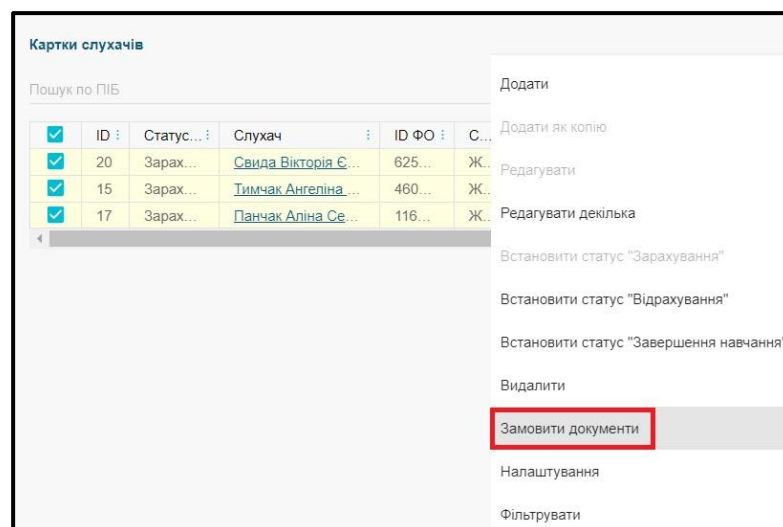 Картки слухачів
Пошук по ПІБ
ID Статус... Слухач ID ФО С...
20 Зарах... Свида Вікторія Є... 625... Ж...
15 Зарах... Тимчак Ангеліна ... 460... Ж...
17 Зарах... Панчак Аліна Се... 116... Ж...
Додати
Додати як копію
Редагувати
Редагувати декілька
Встановити статус "Зарахування"
Встановити статус "Відрахування"
Встановити статус "Завершення навчання"
Видалити
Замовити документи
Налаштування
Фільтрувати